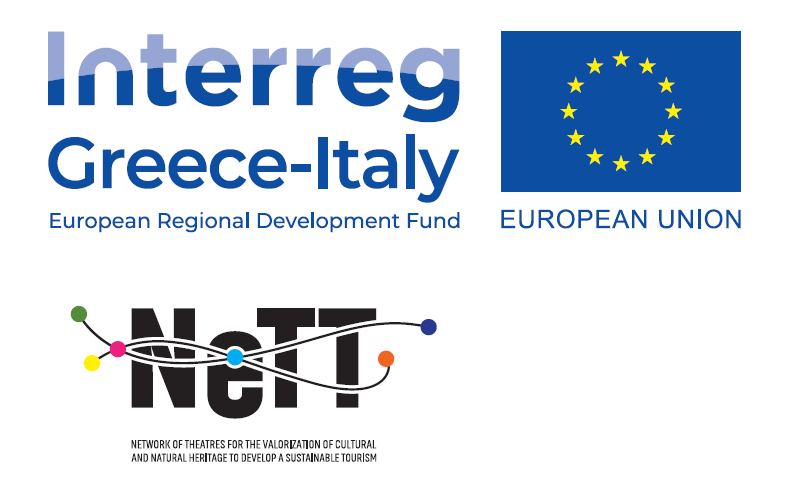 Interreg
Greece-Italy
European Regional Development Fund
EUROPEAN UNION
NeTT
NETWORK OF THEATRES FOR THE VALORIZATION OF CULTURAL
AND NATURAL HERITAGE TO DEVELOP A SUSTAINABLE TOURISM